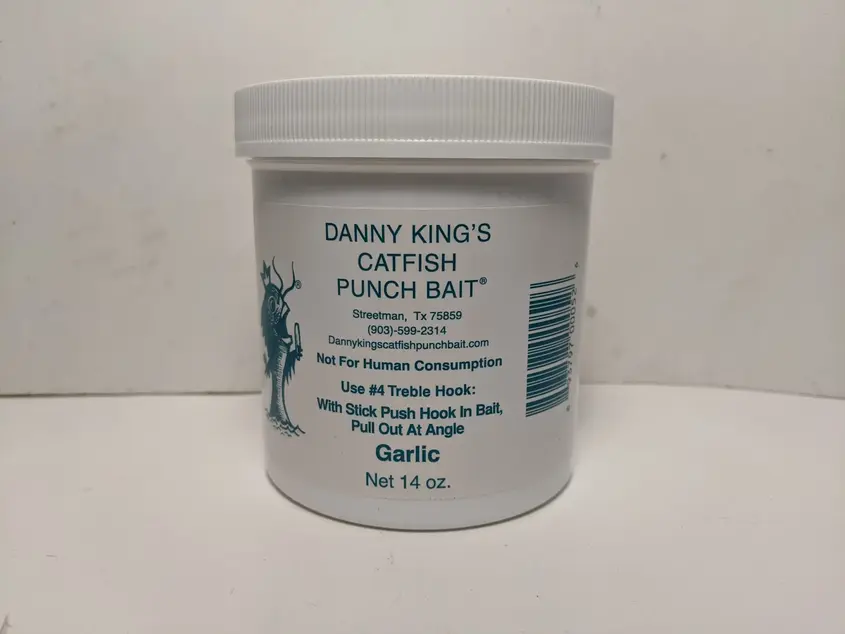 DANNY KING'S
CATFISH
PUNCH BAIT®
Streetman, Tx 75859
(903)-599-2314
Dannykingscatfishpunchbait.com
Not For Human Consumption
Use #4 Treble Hook:
With Stick Push Hook In Bait,
Pull Out At Angle
Garlic
Net 14 oz.
®